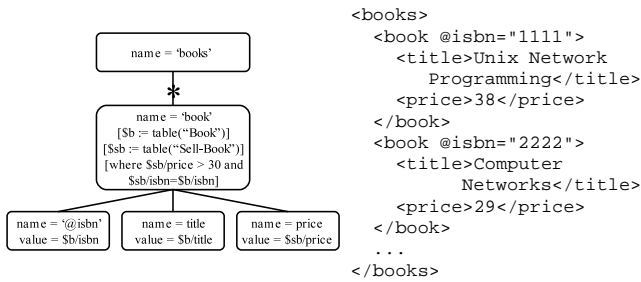 name = ‘books’
*
name = ‘book’
[$b := table(“Book”)]
[$sb := table(“Sell-Book”)]
[where $sb/price > 30 and
$sb/isbn=$b/isbn]
name = ‘@isbn’
value = $b/isbn
name = title
value = $b/title
name = price
value = $sb/price
<books>
<book @isbn="1111">
<title>Unix Network
Programming</title>
<price>38</price>
</book>
<book @isbn="2222">
<title>Computer
Networks</title>
<price>29</price>
</book>
...
</books>